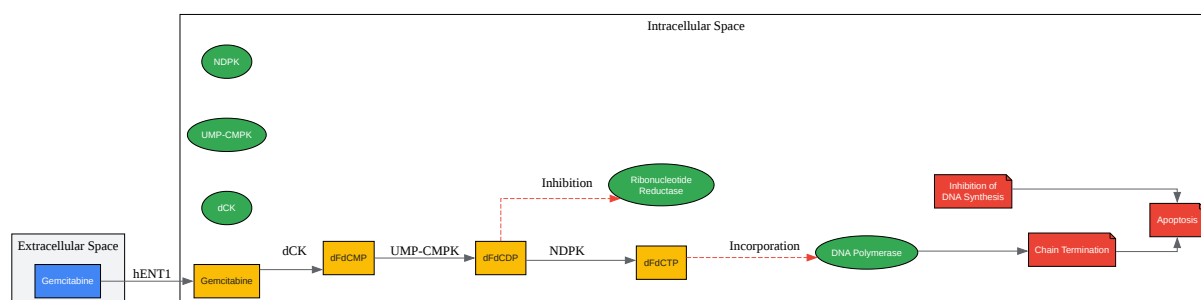 Intracellular Space
NDPK
UMP-CMPK
dCK
Inhibition
Ribonucleotide
Reductase
Inhibition of
DNA Synthesis
Apoptosis
Extracellular Space
Gemcitabine
hENT1
Gemcitabine
dCK
dFdCMP
UMP-CMPK
dFdCDP
NDPK
dFdCTP
Incorporation
DNA Polymerase
Chain Termination